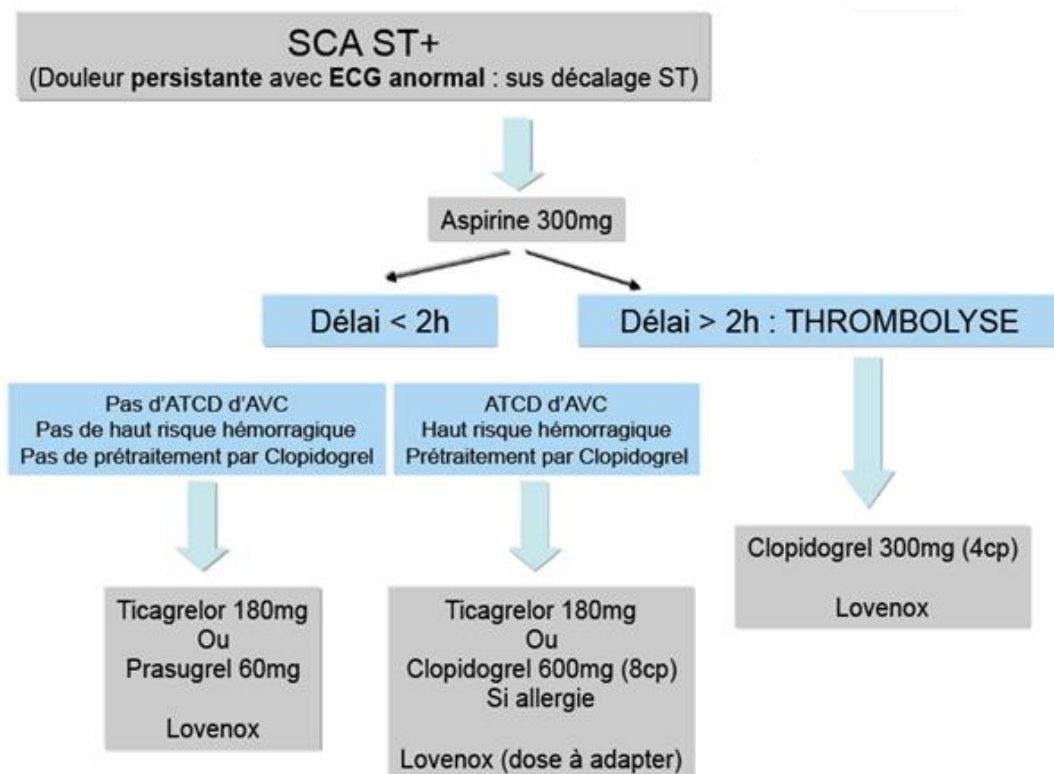 SCA ST+
(Douleur persistante avec ECG anormal : sus décalage ST)
Aspirine 300mg
Délai < 2h
Délai > 2h : THROMBOLYSE
Pas d'ATCD d'AVC
Pas de haut risque hémorragique
Pas de prétraitement par Clopidogrel
ATCD d'AVC
Haut risque hémorragique
Prétraitement par Clopidogrel
Ticagrelor 180mg
Ou
Prasugrel 60mg
Lovenox
Ticagrelor 180mg
Ou
Clopidogrel 600mg (8cp)
Si allergie
Lovenox (dose à adapter)
Clopidogrel 300mg (4cp)
Lovenox